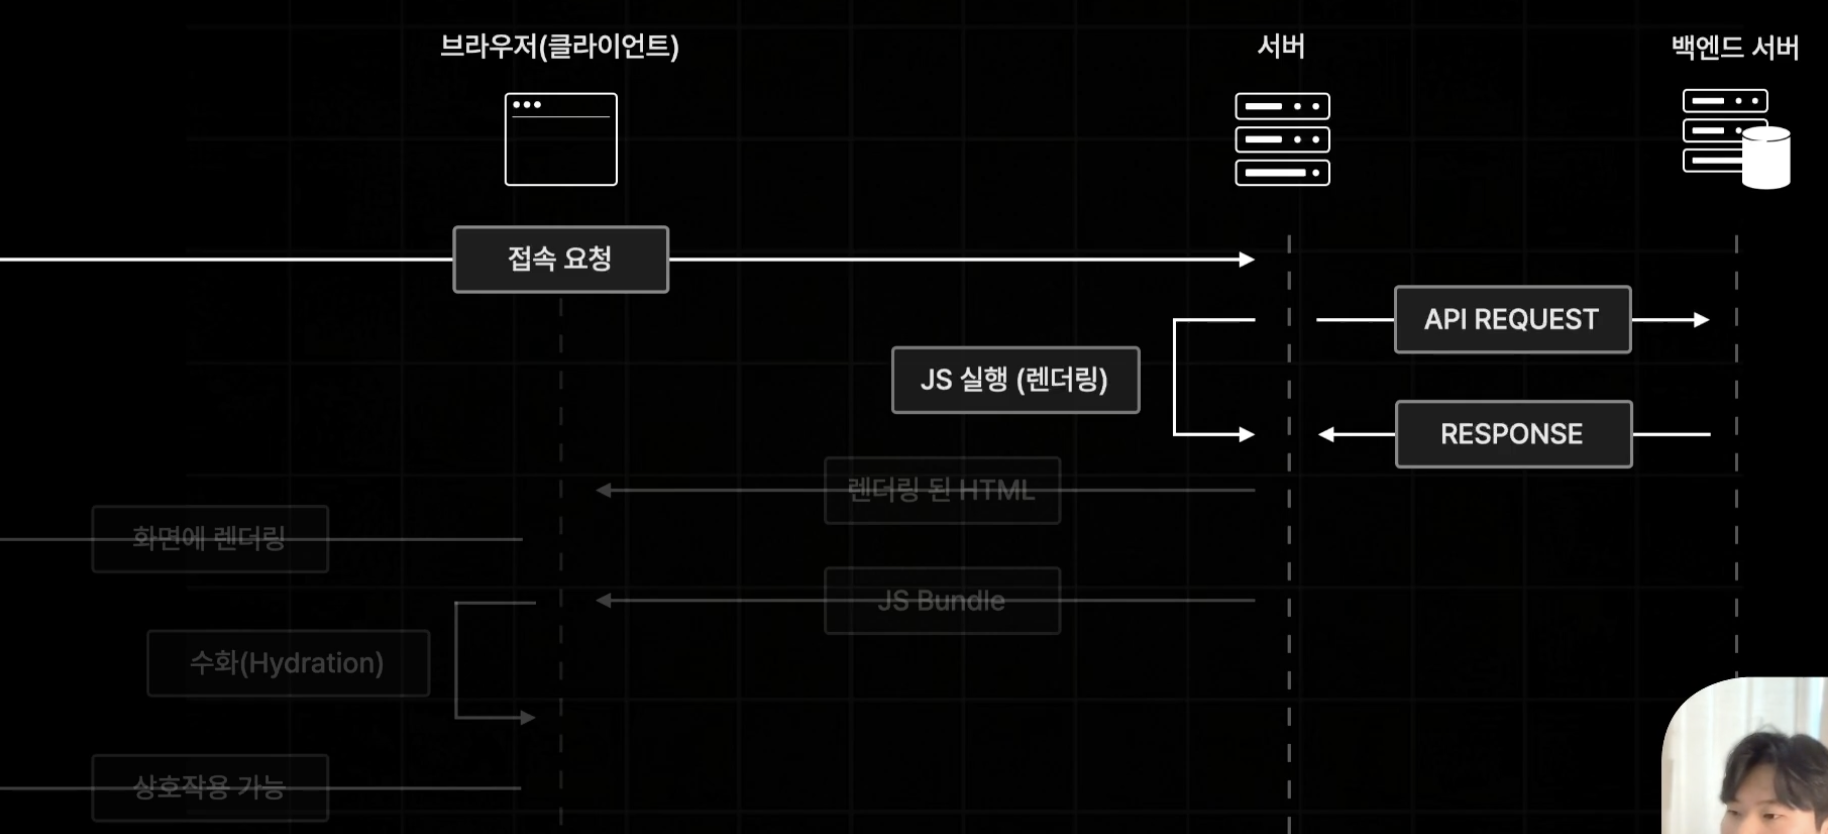 브라우저(클라이언트)
서버
백엔드 서버
접속 요청
API REQUEST
JS 실행 (렌더링)
RESPONSE
렌더링 된 HTML
화면에 렌더링
JS Bundle
수화(Hydration)
상호작용 가능